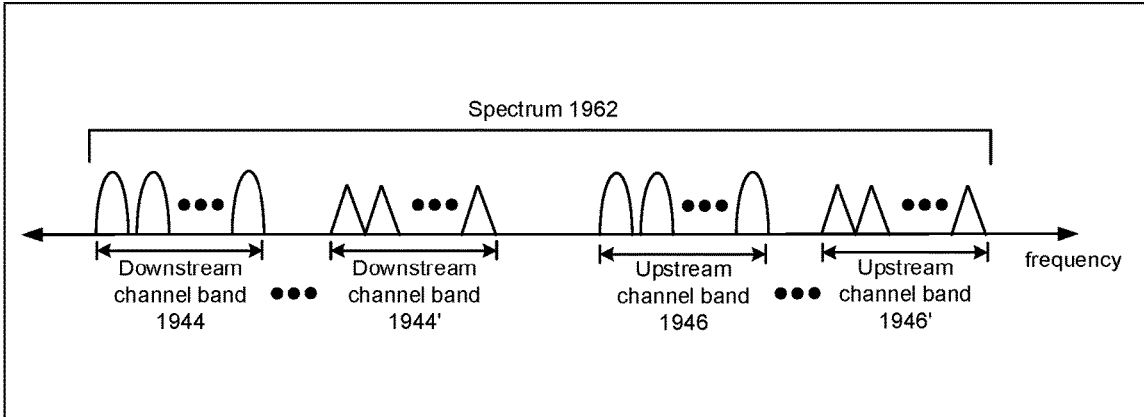 Spectrum 1962
frequency
Downstream
channel band
1944
Downstream
channel band
1944'
Upstream
channel band
1946
Upstream
channel band
1946'